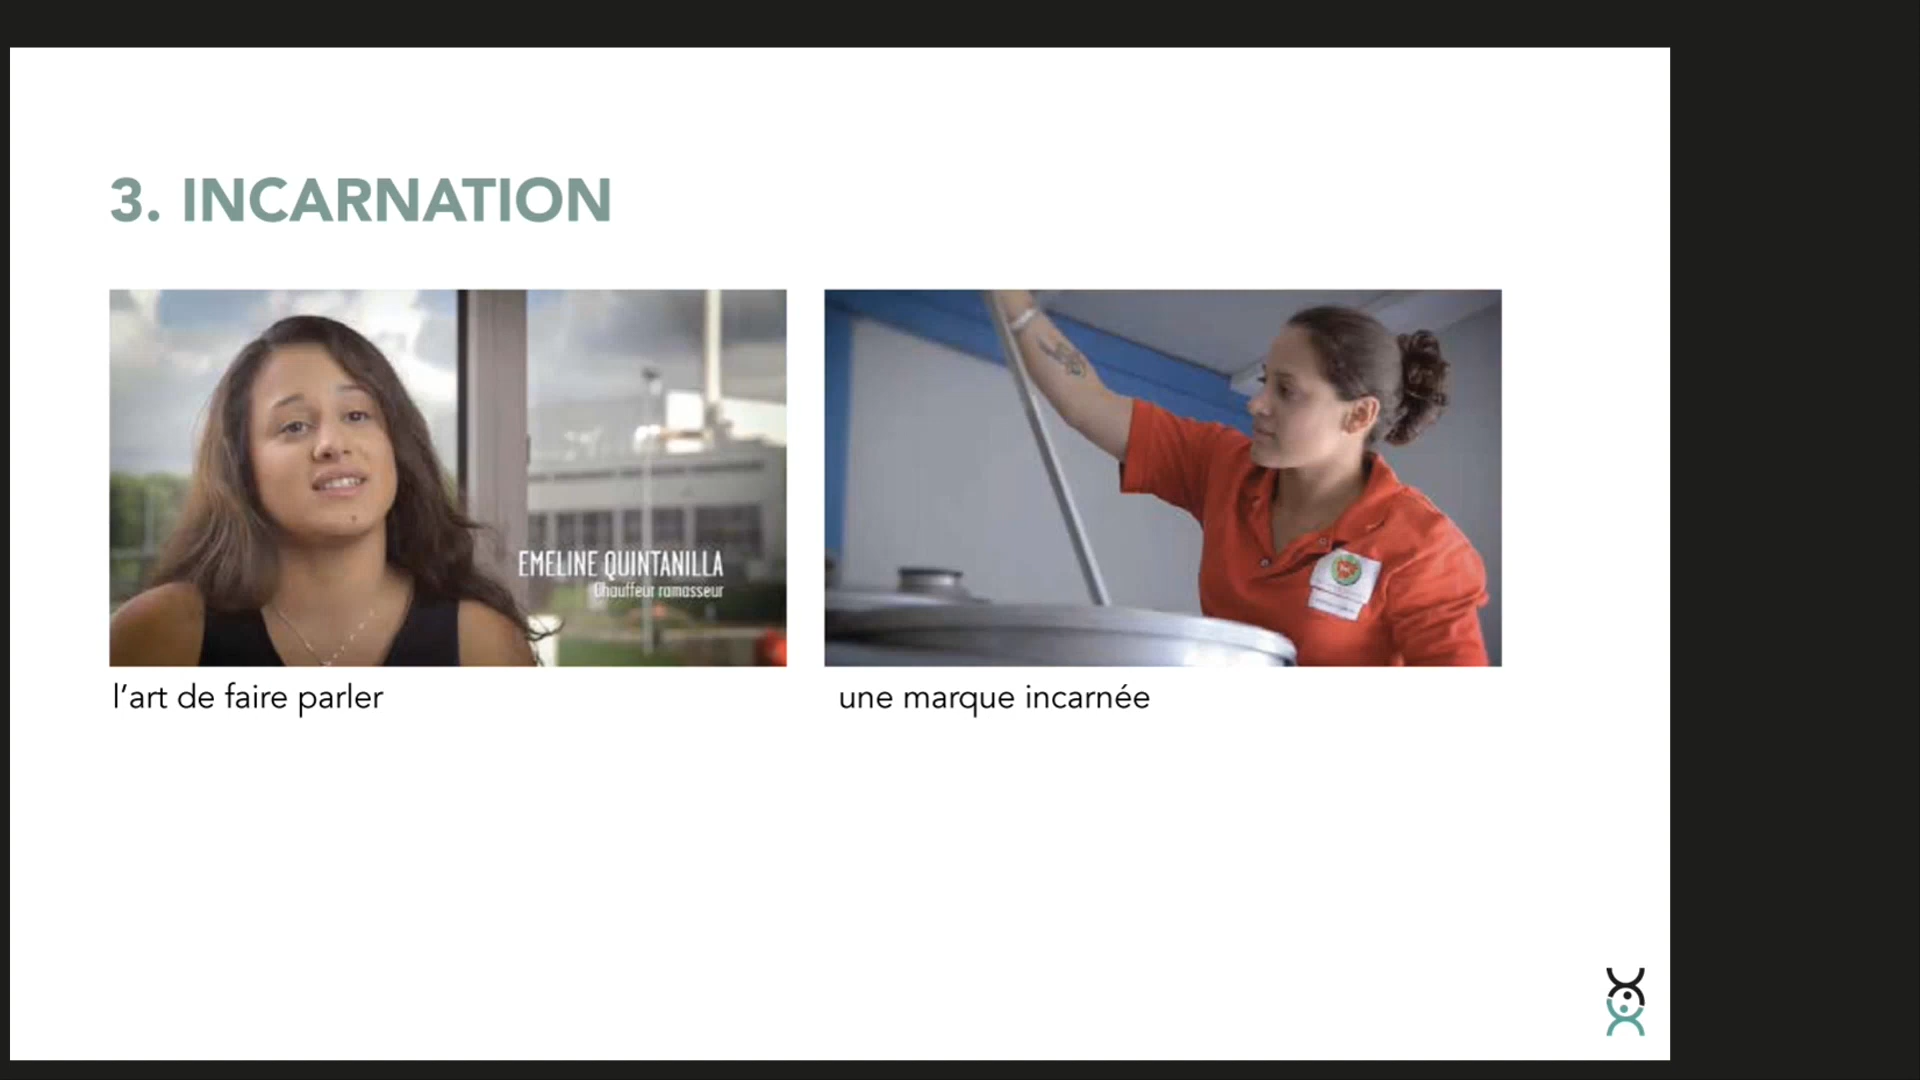 3. INCARNATION
EMELINE QUINTANILLA
Chauffeur ramasseur
l’art de faire parler
une marque incarnée